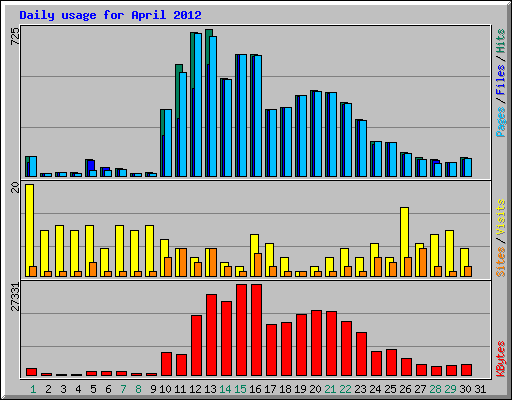 Daily usage for April 2012
725
Pages / Files / Hits
20
Sites / Visits
27331
KBytes
1 2 3 4 5 6 7 8 9 10 11 12 13 14 15 16 17 18 19 20 21 22 23 24 25 26 27 28 29 30 31